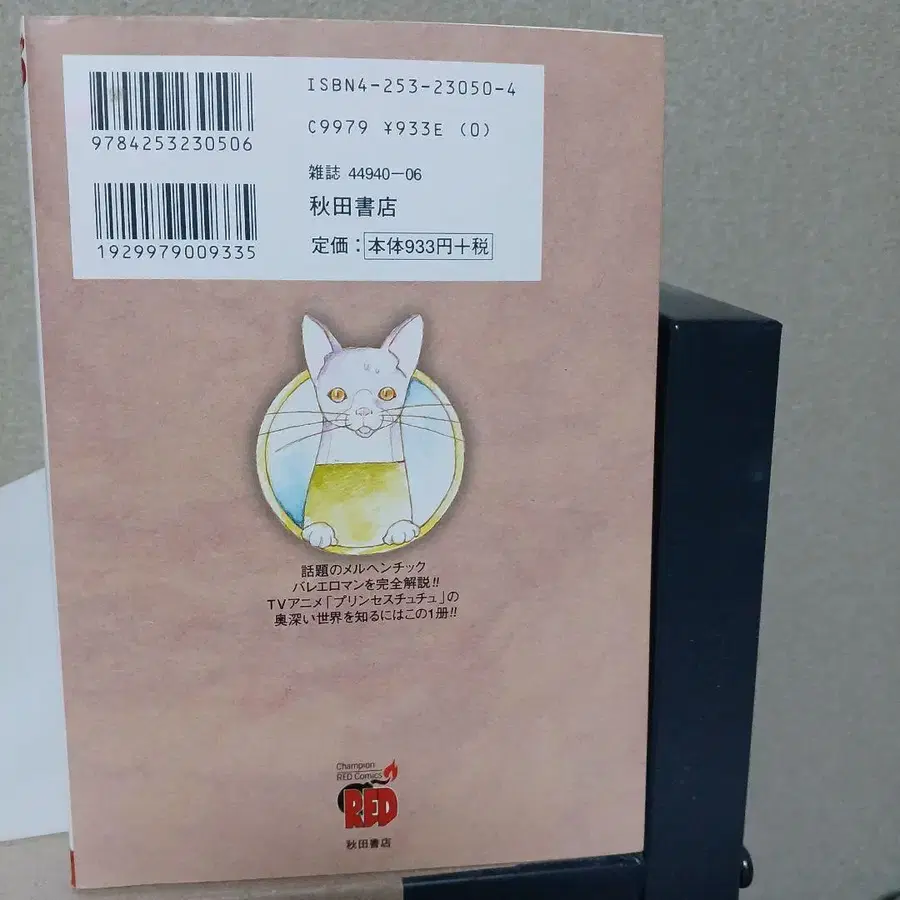 9784253230506
ISBN4-253-23050-4
C9979 ¥933E (0)
1929979009335
雑誌 44940-06
秋田書店
定価：本体933円+税
話題のメルヘンチック
バレエロマンを完全解説!!
TVアニメ「プリンセスチュチュ」の
奥深い世界を知るにはこの1冊!!
Champion
RED Comics
RED
秋田書店